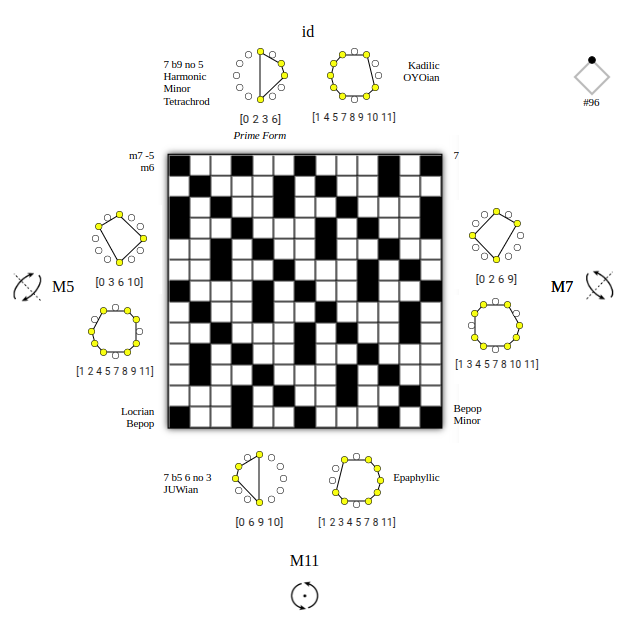 id
7 b9 no 5
Harmonic
Minor
Tetrachrod
Kadilic
OYOian
#96
[0 2 3 6]
[1 4 5 7 8 9 10 11]
Prime Form
m7 -5
m6
7
[0 3 6 10]
[0 2 6 9]
M5
M7
[1 2 4 5 7 8 9 11]
[1 3 4 5 7 8 10 11]
Locrian
Bepop
Bepop
Minor
7 b5 6 no 3
JUWian
Epaphyllic
[0 6 9 10]
[1 2 3 4 5 7 8 11]
M11